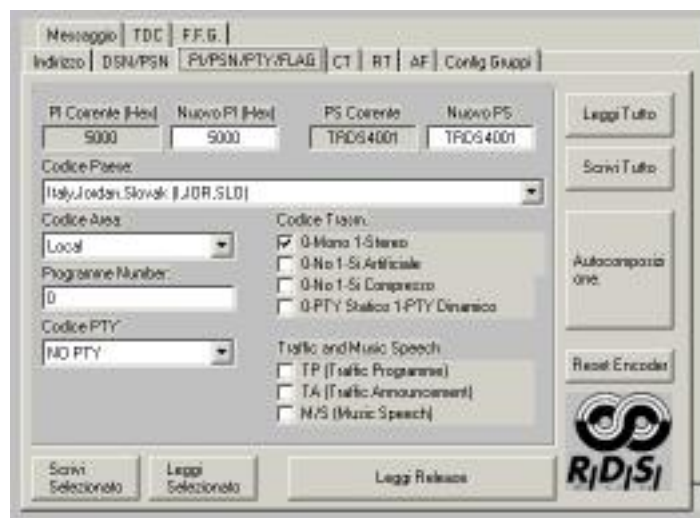 Messaggio TDC F.F.G.
Indirizzo DSN/PSN PI/PSN/PTY/FLAG CT RT AF Config Gruppi
PI Corrente (Hex) Nuovo PI (Hex) PS Corrente Nuovo PS
5000 5000 TRDS4001 TRDS4001
Leggi Tutto
Codice Paese:
Italy,Jordan,Slovak (I,JOR,SLO)
Scrivi Tutto
Codice Area: Codice Trasm.
Local
0-Mono 1-Stereo
0-No 1-Si Artificiale
0-No 1-Si Compresso
0-PTY Statico 1-PTY Dinamico
Programme Number:
0
Codice PTY
NO PTY
Autocomposizi
one.
Traffic and Music Speech
TP (Traffic Programme)
TA (Traffic Announcement)
M/S (Music Speech)
Reset Encoder
Scrivi
Selezionato
Leggi
Selezionato
Leggi Release
R/D/S/